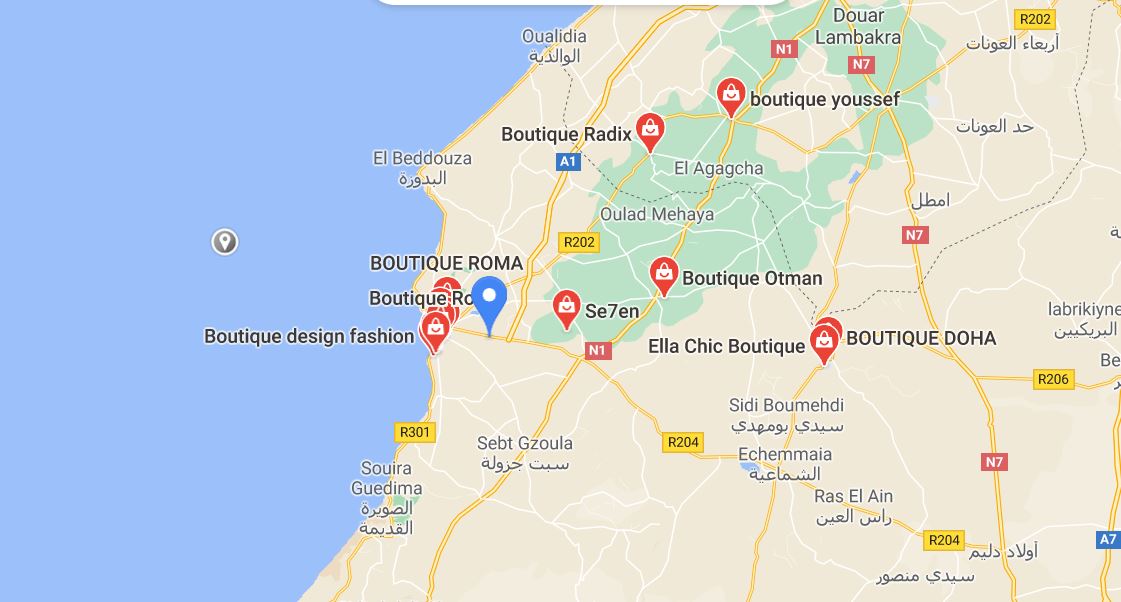 Douar
Lambakra
R202
أربعاء العونات
Oualidia
الوالدية
N1
N7
boutique youssef
Boutique Radix
حد العونات
A1
El Beddouza
البدوزة
El Agagcha
امطل
Oulad Mehaya
R202
N7
BOUTIQUE ROMA
Boutique Otman
Boutique Ro
Se7en
labrikiyne
البريكيين
Boutique design fashion
Ella Chic Boutique
BOUTIQUE DOHA
N1
Be
R206
Sidi Boumehdi
سيدي بومهدي
R301
Sebt Gzoula
سبت جزولة
R204
Echemmaia
الشماعية
N7
Souira
Guedima
الصويرة
القديمة
Ras El Ain
راس العين
R204
A7
أولاد دليم
سيدي منصور